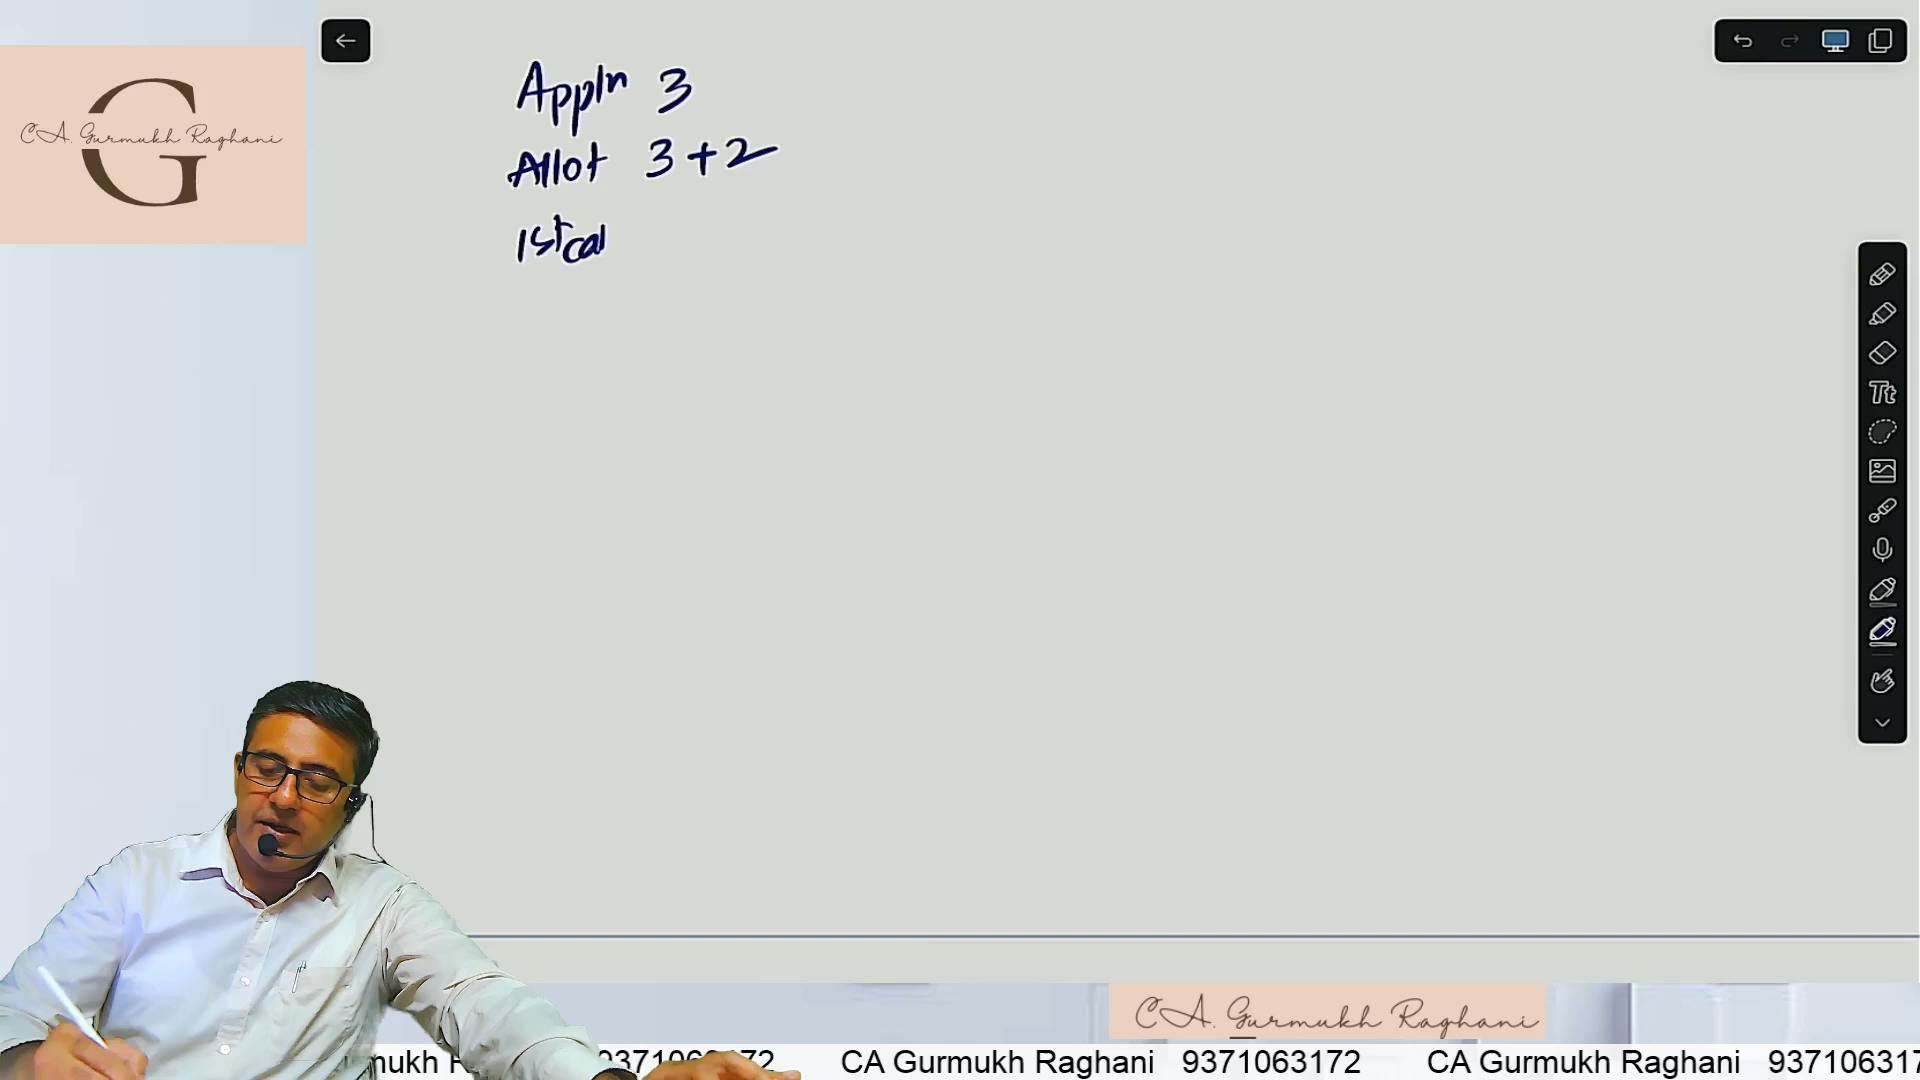 G
CA. Gurmukh Raghani
Appln 3
Allot 3+2
1st cal
Tt
CA. Gurmukh Raghani
CA Gurmukh Raghani 9371063172 CA Gurmukh Raghani